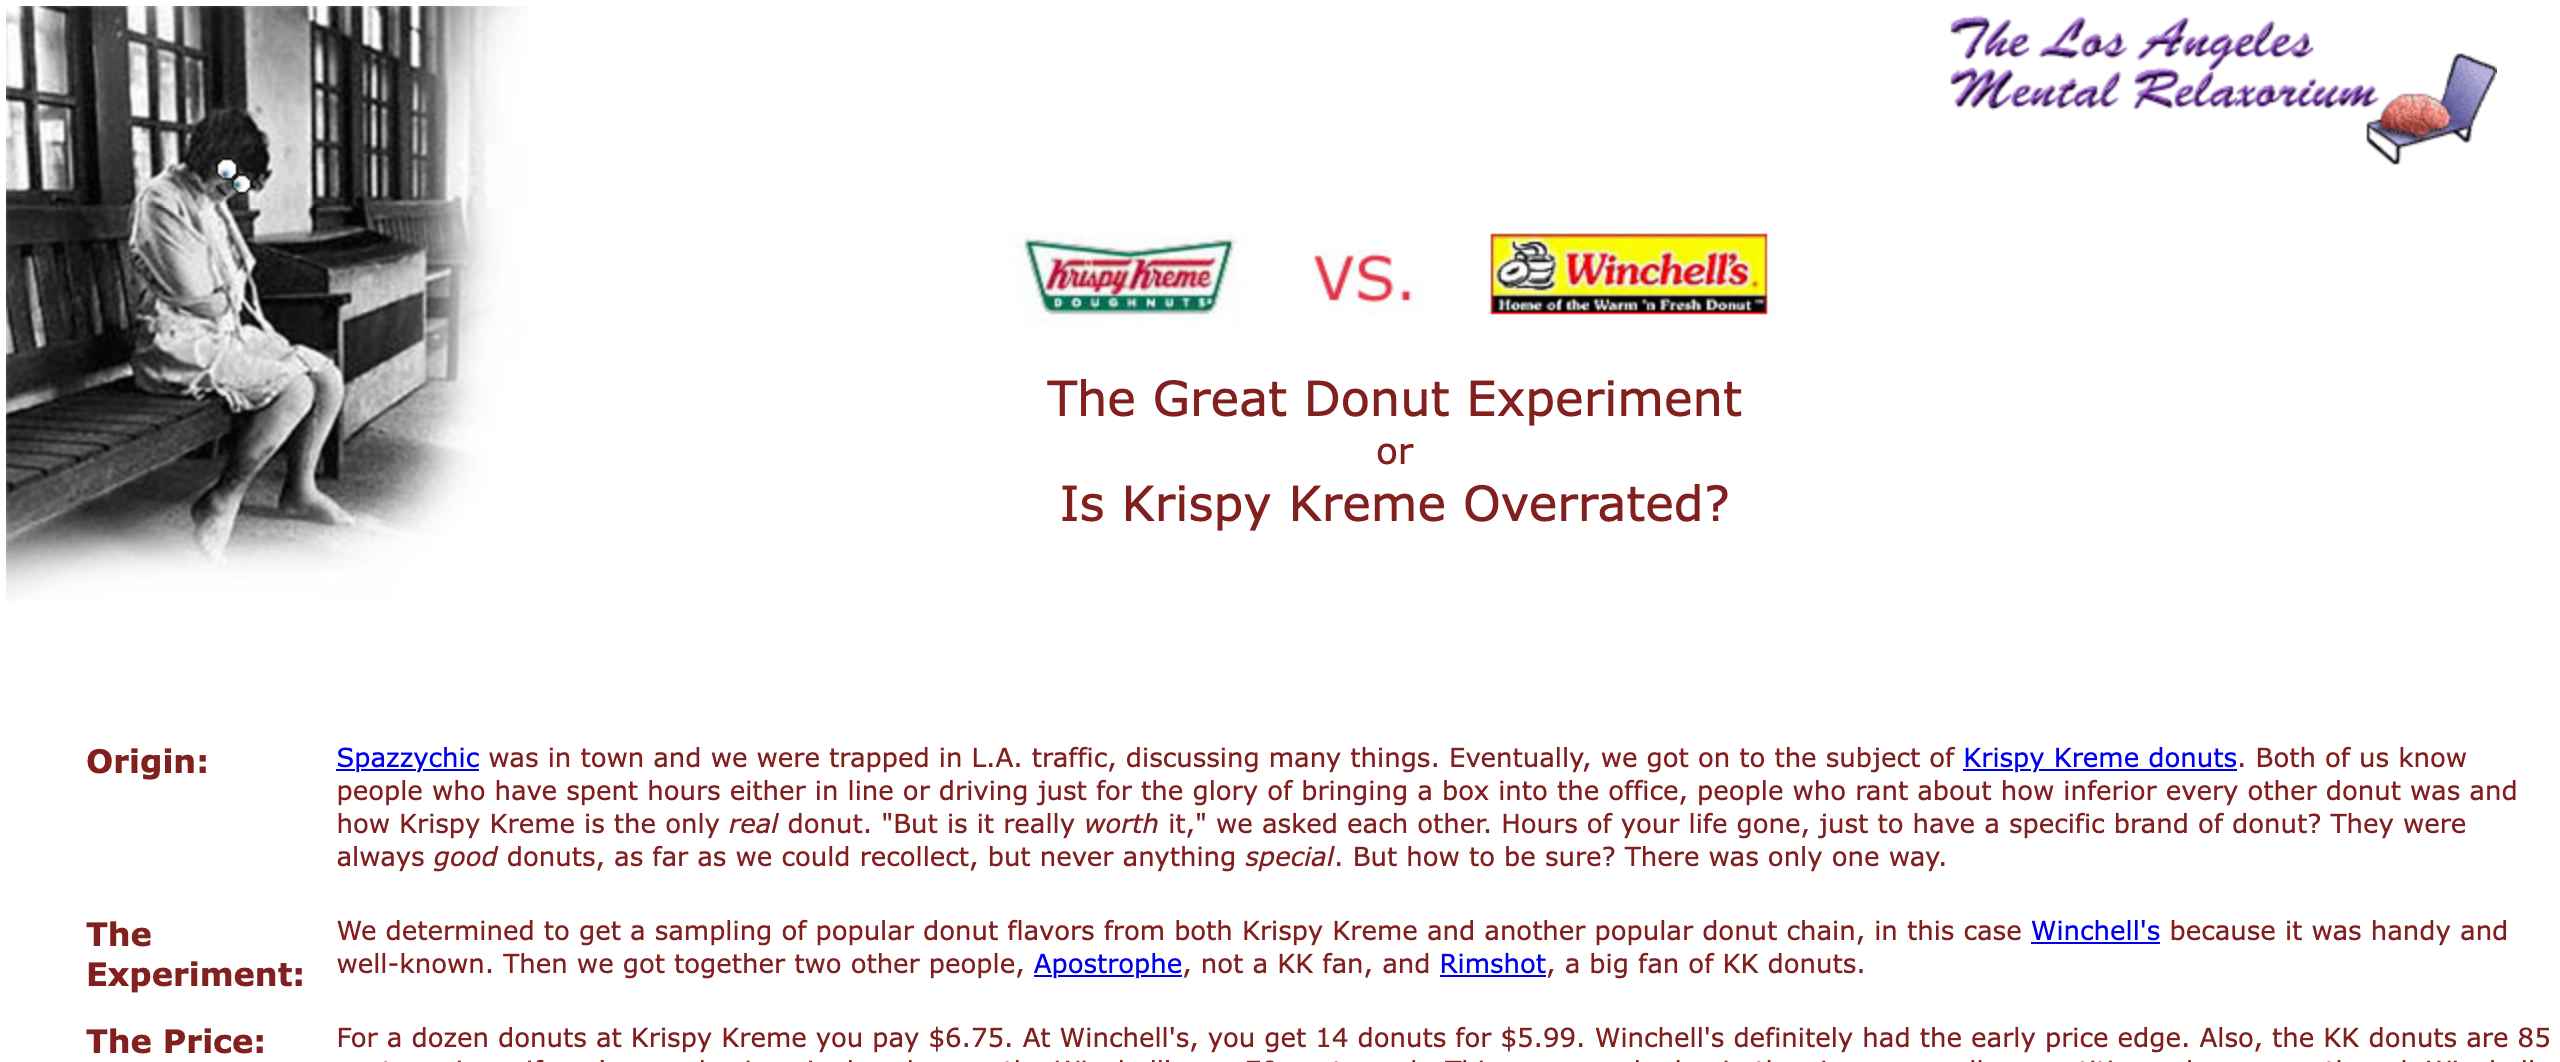 The Los Angeles
Mental Relaxorium
Krispy Kreme
DOUGHNUTS
VS.
Winchell's.
Home of the Warm 'n Fresh Donut™
The Great Donut Experiment
or
Is Krispy Kreme Overrated?
Origin:
Spazzychic was in town and we were trapped in L.A. traffic, discussing many things. Eventually, we got on to the subject of Krispy Kreme donuts. Both of us know
people who have spent hours either in line or driving just for the glory of bringing a box into the office, people who rant about how inferior every other donut was and
how Krispy Kreme is the only real donut. "But is it really worth it," we asked each other. Hours of your life gone, just to have a specific brand of donut? They were
always good donuts, as far as we could recollect, but never anything special. But how to be sure? There was only one way.
The
Experiment:
We determined to get a sampling of popular donut flavors from both Krispy Kreme and another popular donut chain, in this case Winchell's because it was handy and
well-known. Then we got together two other people, Apostrophe, not a KK fan, and Rimshot, a big fan of KK donuts.
The Price:
For a dozen donuts at Krispy Kreme you pay $6.75. At Winchell's, you get 14 donuts for $5.99. Winchell's definitely had the early price edge. Also, the KK donuts are 85